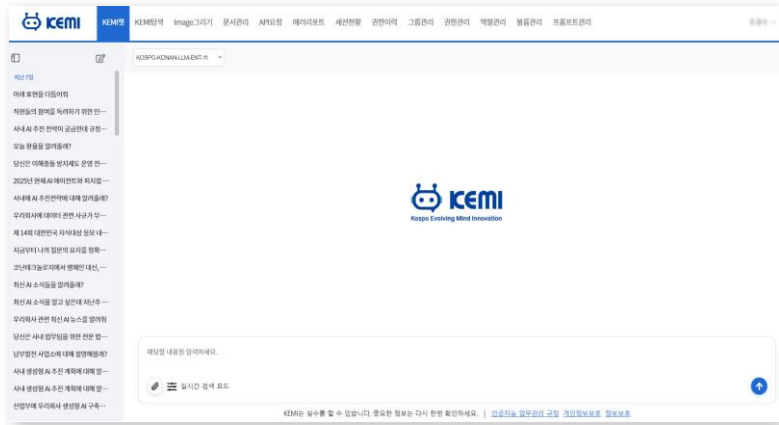 KEMI
KEMI챗
KEMI탐색
Image그리기
문서관리
API요청
에러리포트
세션현황
권한이력
그룹관리
권한관리
역할관리
볼륨관리
프롬프트관리
KOSPO-KONAN-LLM-ENT-11
지난 7일
아래 표현을 다듬어줘
직원들의 참여를 독려하기 위한 안…
사내 AI 추진 전략이 궁금한데 규정…
오늘 환율을 알려줄래?
당신은 이해충돌 방지제도 운영 전…
2025년 현재 AI 에이전트와 피지컬 …
사내에 AI 추진전략에 대해 알려줄래?
우리회사에 데이터 관련 사규가 무…
제 14회 대한민국 지식대상 응모 내…
지금부터 나의 질문의 요지를 정확…
코난테크놀로지에서 챗페인 대신, …
최신 AI 소식들을 알려줄래?
최신 AI 소식을 알고 싶은데 지난주 …
우리회사 관련 최신 AI 뉴스를 알려줘
당신은 사내 법무팀을 위한 전문 법…
남부발전 사업소에 대해 설명해볼래?
사내 생성형 AI 추진 계획에 대해 알…
사내 생성형 AI 추진 계획에 대해 알…
산업부에 우리회사 생성형 AI 구축…
KEMI
Kospo Evolving Mind Innovation
채팅할 내용을 입력하세요.
실시간 검색 모드
KEMI는 실수를 할 수 있습니다. 중요한 정보는 다시 한번 확인하세요. | 인공지능 업무관리 규정 개인정보보호 정보보호